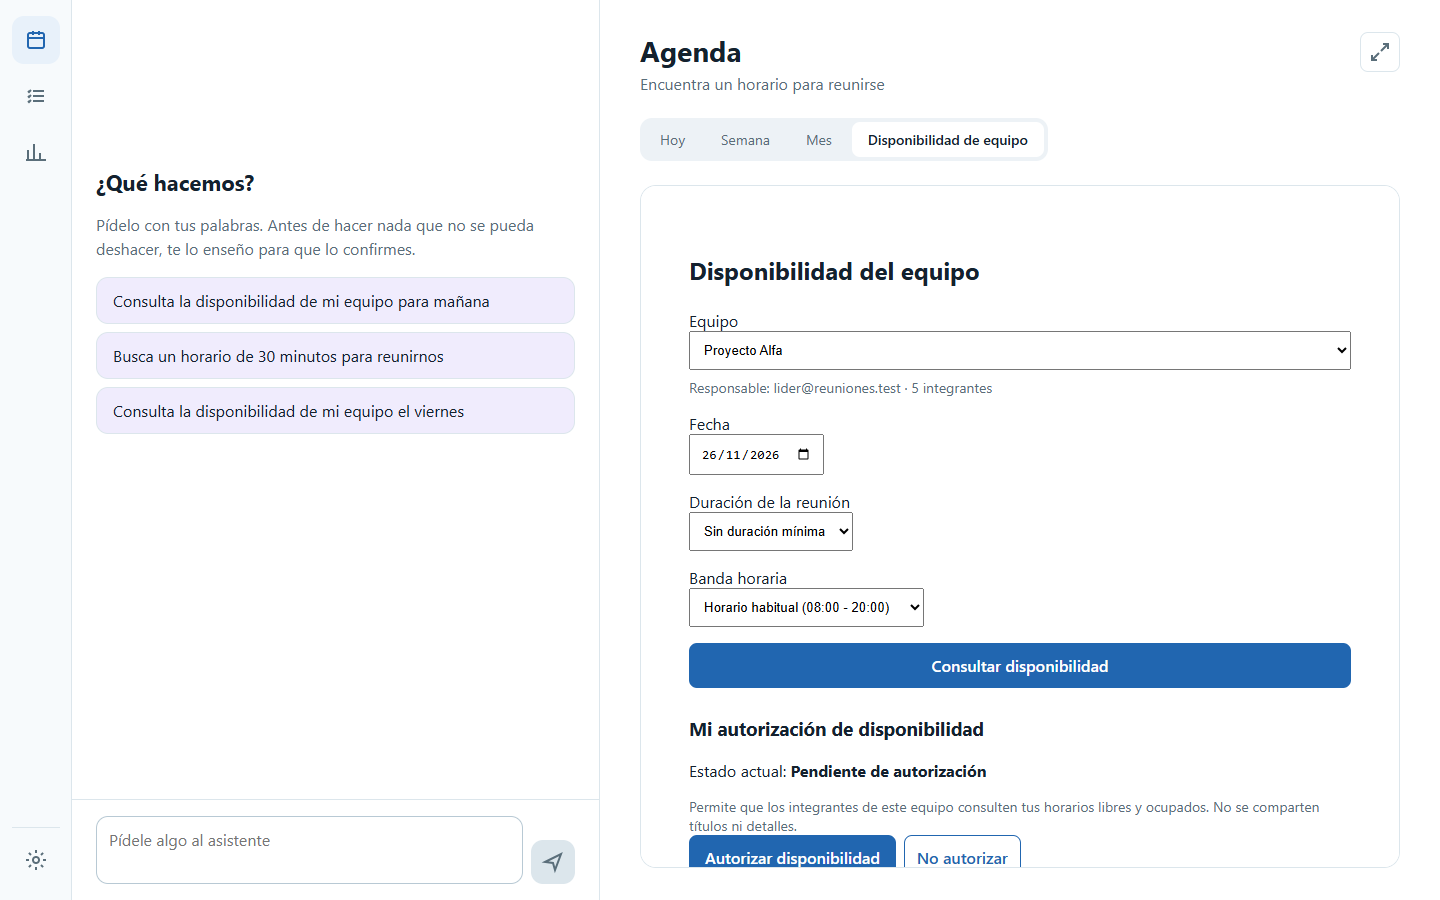 ¿Qué hacemos?
Pídelo con tus palabras. Antes de hacer nada que no se pueda
deshacer, te lo enseño para que lo confirmes.
Consulta la disponibilidad de mi equipo para mañana
Busca un horario de 30 minutos para reunirnos
Consulta la disponibilidad de mi equipo el viernes
Pídele algo al asistente
Agenda
Encuentra un horario para reunirse
Hoy
Semana
Mes
Disponibilidad de equipo
Disponibilidad del equipo
Equipo
Proyecto Alfa
Responsable: lider@reuniones.test · 5 integrantes
Fecha
26/11/2026
Duración de la reunión
Sin duración mínima
Banda horaria
Horario habitual (08:00 - 20:00)
Consultar disponibilidad
Mi autorización de disponibilidad
Estado actual: Pendiente de autorización
Permite que los integrantes de este equipo consulten tus horarios libres y ocupados. No se comparten
títulos ni detalles.
Autorizar disponibilidad
No autorizar